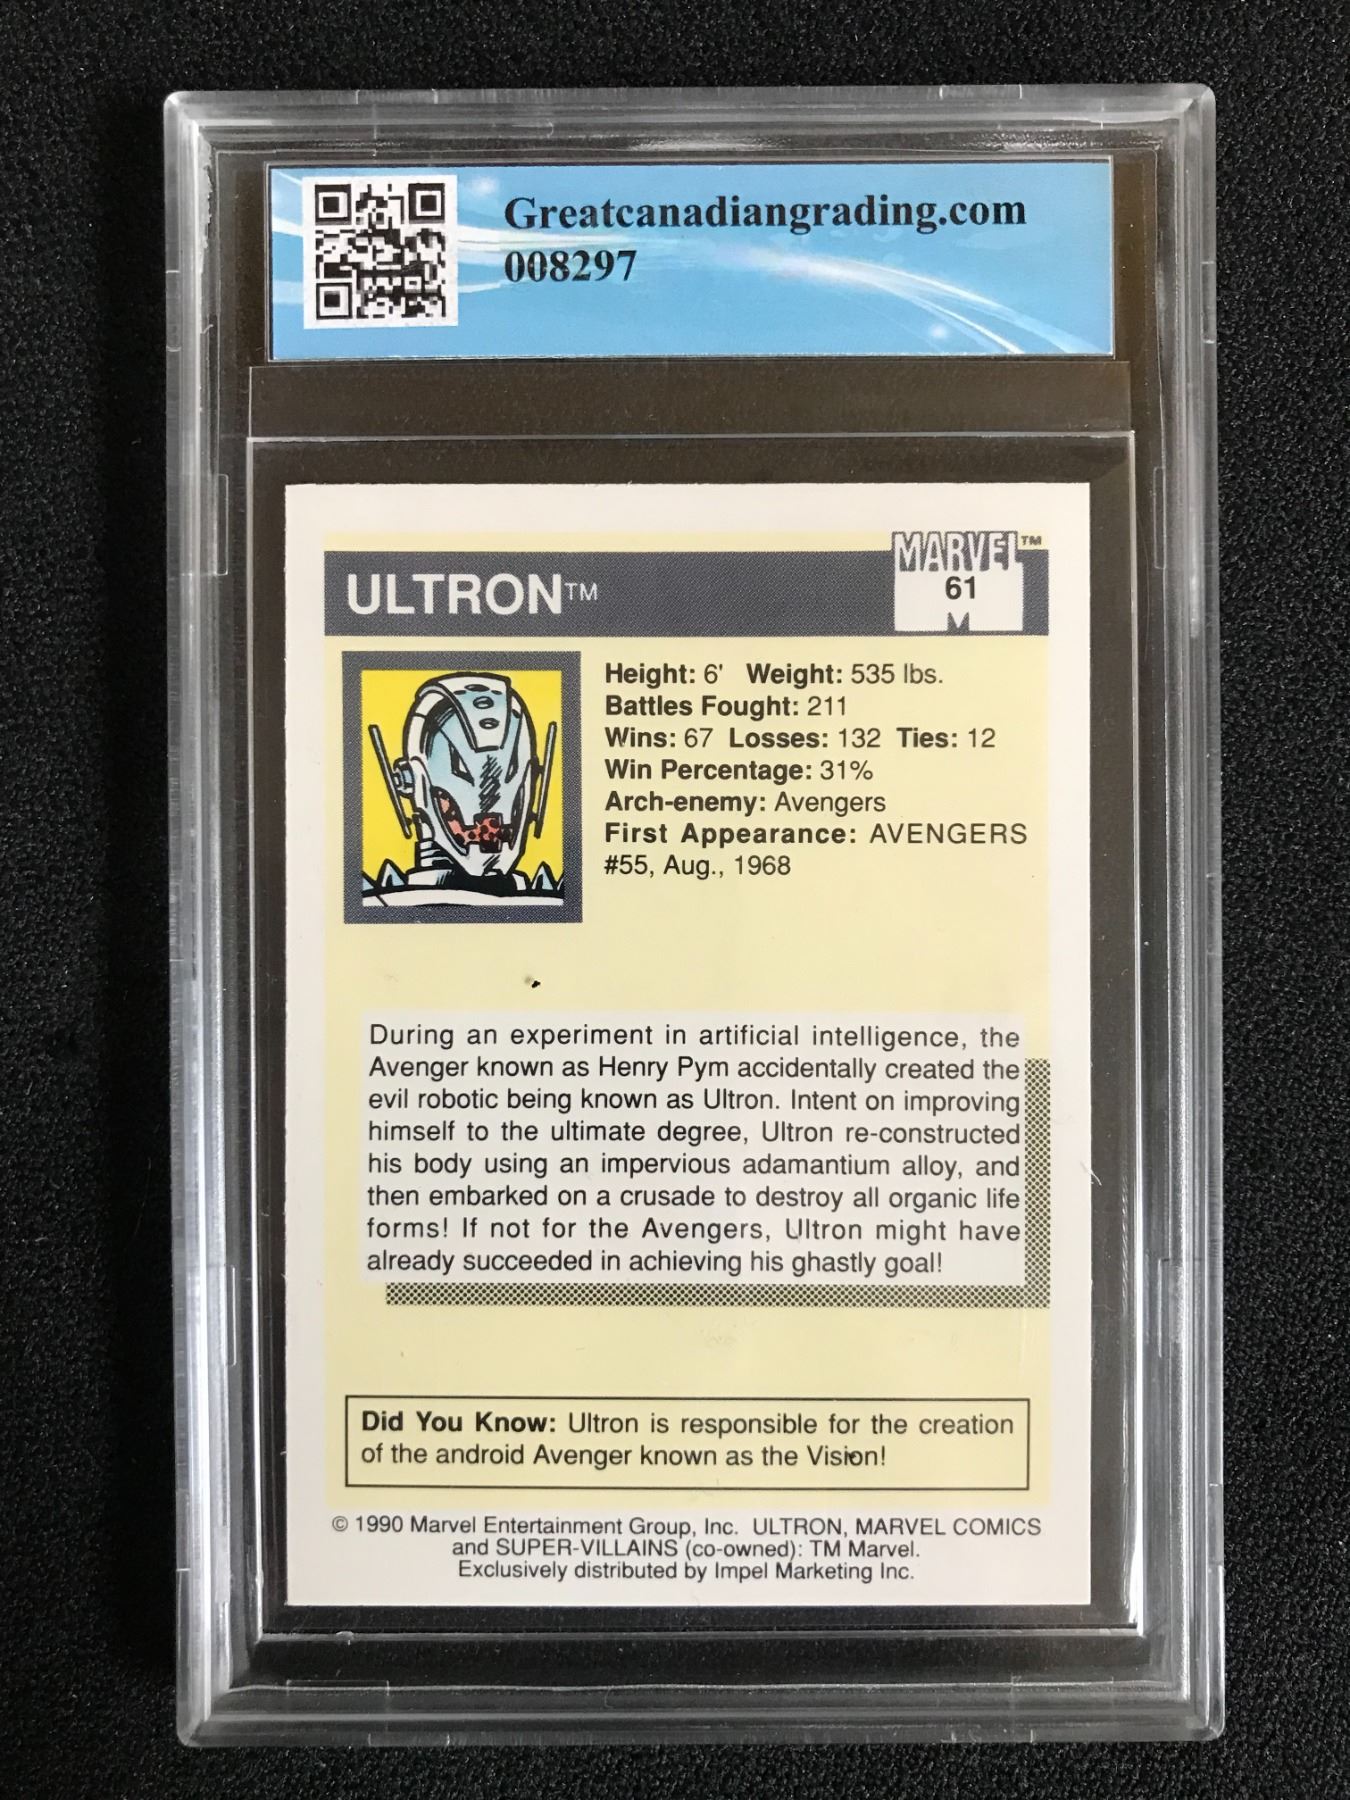 Greatcanadiangrading.com
008297
ULTRON™
MARVEL™
61
Height: 6' Weight: 535 lbs.
Battles Fought: 211
Wins: 67 Losses: 132 Ties: 12
Win Percentage: 31%
Arch-enemy: Avengers
First Appearance: AVENGERS
#55, Aug., 1968
During an experiment in artificial intelligence, the
Avenger known as Henry Pym accidentally created the
evil robotic being known as Ultron. Intent on improving
himself to the ultimate degree, Ultron re-constructed
his body using an impervious adamantium alloy, and
then embarked on a crusade to destroy all organic life
forms! If not for the Avengers, Ultron might have
already succeeded in achieving his ghastly goal!
Did You Know: Ultron is responsible for the creation
of the android Avenger known as the Vision!
© 1990 Marvel Entertainment Group, Inc. ULTRON, MARVEL COMICS
and SUPER-VILLAINS (co-owned): TM Marvel.
Exclusively distributed by Impel Marketing Inc.